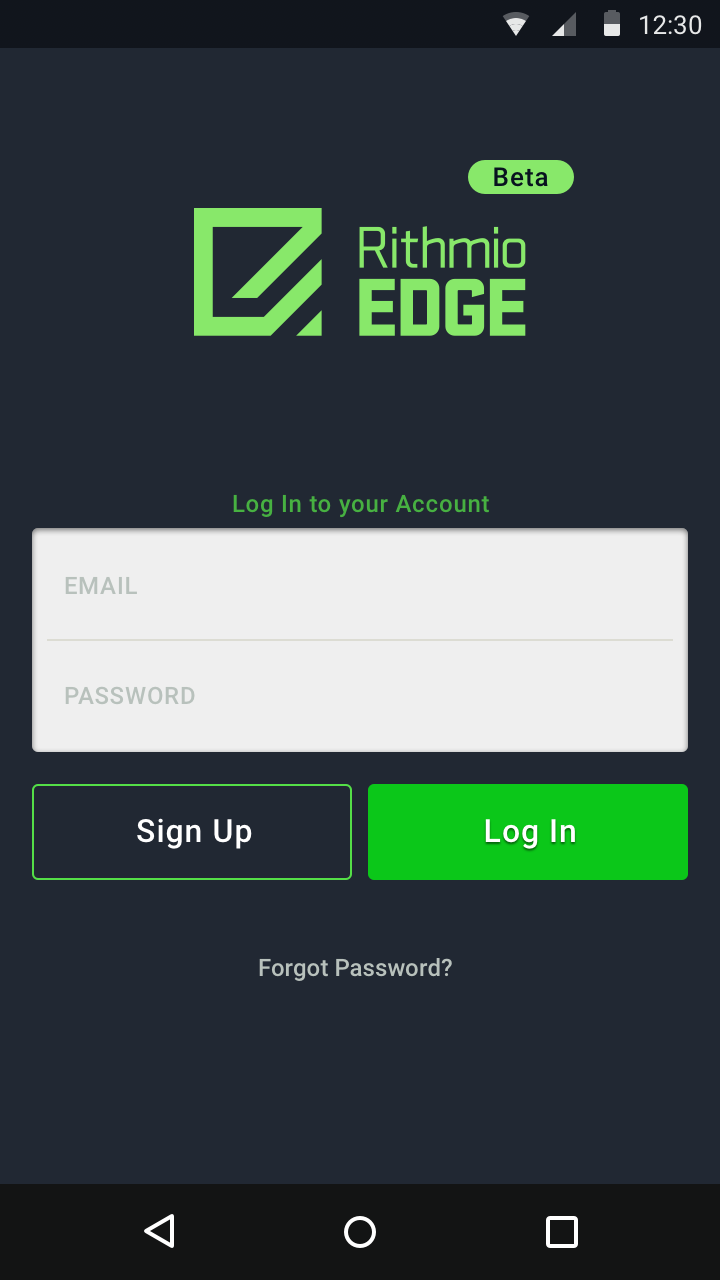 12:30
Beta
Rithmio
EDGE
Log In to your Account
EMAIL
PASSWORD
Sign Up
Log In
Forgot Password?